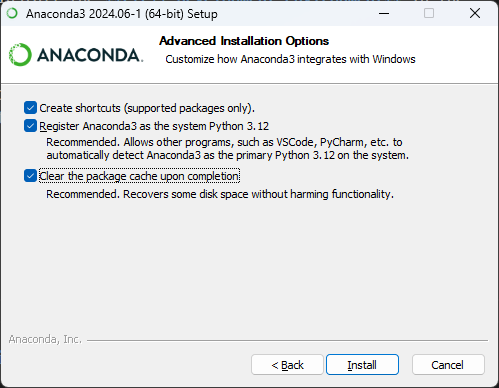 Anaconda3 2024.06-1 (64-bit) Setup
ANACONDA.
Advanced Installation Options
Customize how Anaconda3 integrates with Windows
Create shortcuts (supported packages only).
Register Anaconda3 as the system Python 3.12
Recommended. Allows other programs, such as VSCode, PyCharm, etc. to
automatically detect Anaconda3 as the primary Python 3.12 on the system.
Clear the package cache upon completion
Recommended. Recovers some disk space without harming functionality.
Anaconda, Inc.
< Back
Install
Cancel